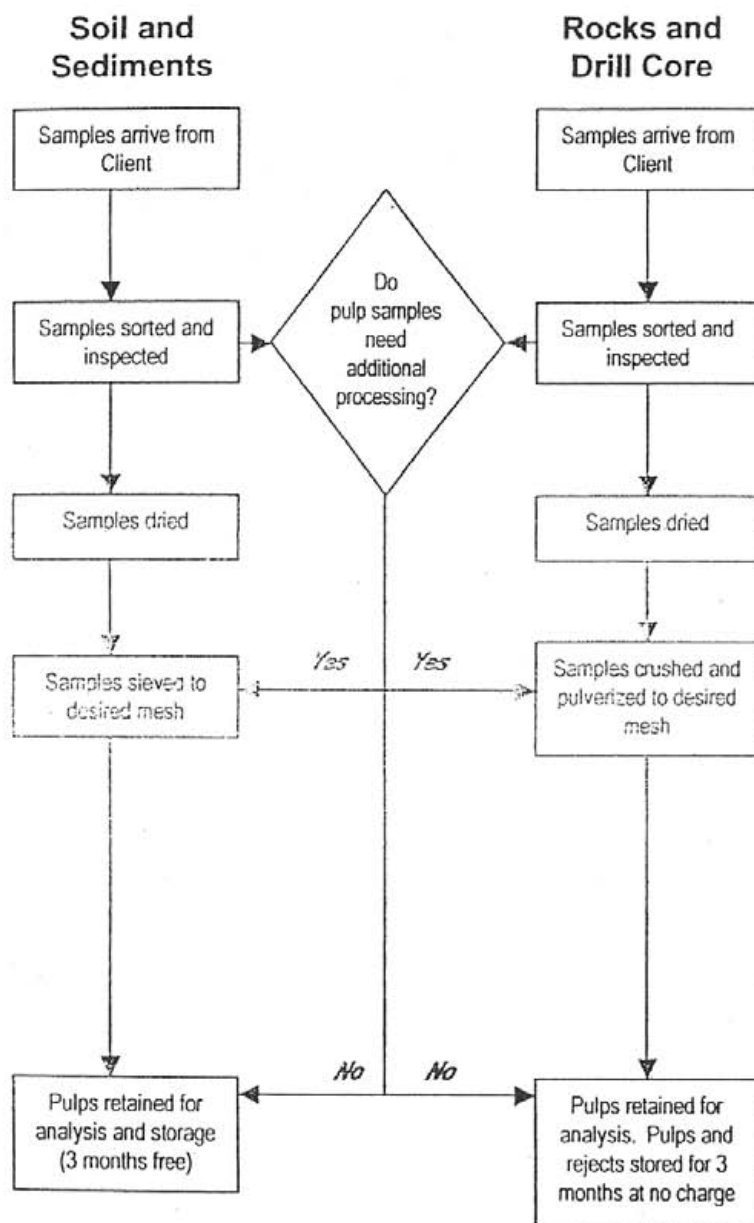 Soil and
Sediments
Rocks and
Drill Core
Samples arrive from
Client
Samples arrive from
Client
Do
pulp samples
need
additional
processing?
Samples sorted and
inspected
Samples sorted and
inspected
Samples dried
Samples dried
Yes
Yes
Samples sieved to
desired mesh
Samples crushed and
pulverized to desired
mesh
No
No
Pulps retained for
analysis and storage
(3 months free)
Pulps retained for
analysis. Pulps and
rejects stored for 3
months at no charge